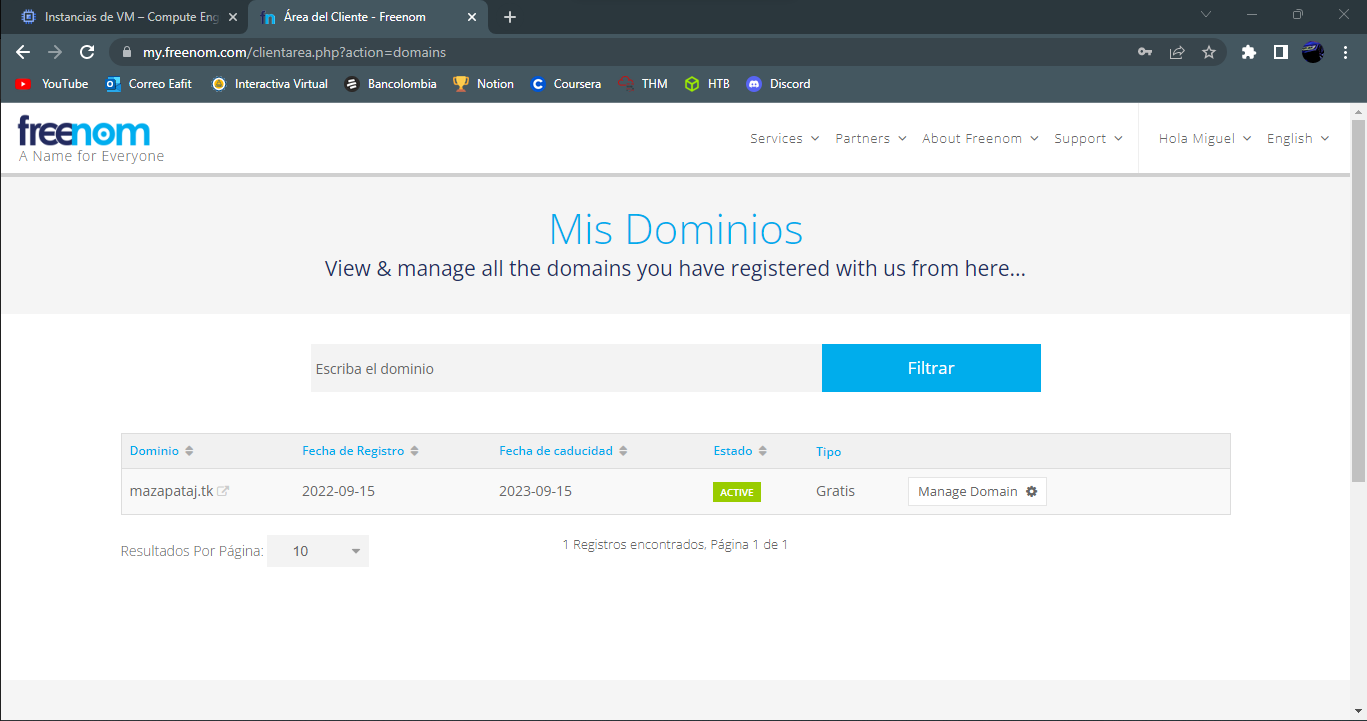 Instancias de VM – Compute Eng
Área del Cliente - Freenom
my.freenom.com/clientarea.php?action=domains
YouTube Correo Eafit Interactiva Virtual Bancolombia Notion Coursera THM HTB Discord
freenom
A Name for Everyone
Services Partners About Freenom Support Hola Miguel English
Mis Dominios
View & manage all the domains you have registered with us from here...
Escriba el dominio
Filtrar
Dominio Fecha de Registro Fecha de caducidad Estado Tipo
mazapataj.tk 2022-09-15 2023-09-15 ACTIVE Gratis Manage Domain
Resultados Por Página: 10
1 Registros encontrados, Página 1 de 1